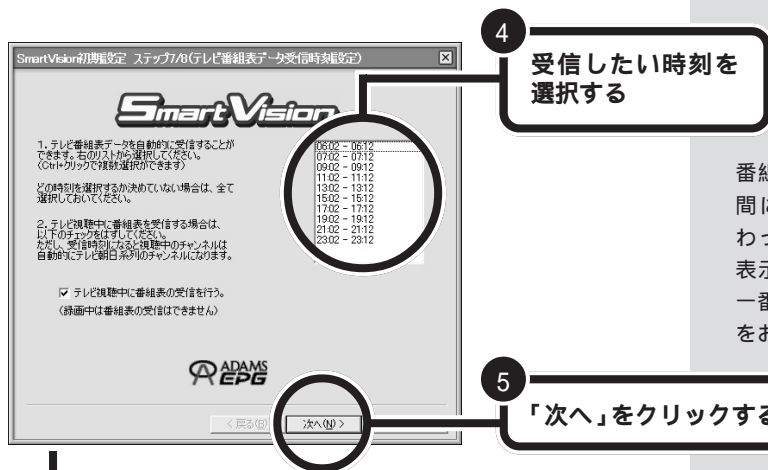 SmartVision初期設定 ステップ7/8(テレビ番組表データ受信時刻設定)
SmartVision
1. テレビ番組表データを自動的に受信することが
できます。右のリストから選択してください。
(Ctrl+クリックで複数選択ができます)
どの時刻を選択するか決めていない場合は、全て
選択しておいてください。
2. テレビ視聴中に番組表を受信する場合は、
以下のチェックをはずしてください。
ただし、受信時刻になると視聴中のチャンネルは
自動的にテレビ朝日系列のチャンネルになります。
06:02 - 06:12
07:02 - 07:12
09:02 - 09:12
11:02 - 11:12
13:02 - 13:12
15:02 - 15:12
17:02 - 17:12
19:02 - 19:12
21:02 - 21:12
23:02 - 23:12
テレビ視聴中に番組表の受信を行う。
(録画中は番組表の受信はできません)
ADAMS
EPG
< 戻る(B)
次へ(N) >
4
受信したい時刻を
選択する
5
「次へ」をクリックする
番組
間に
わっ
表示
一番
をお